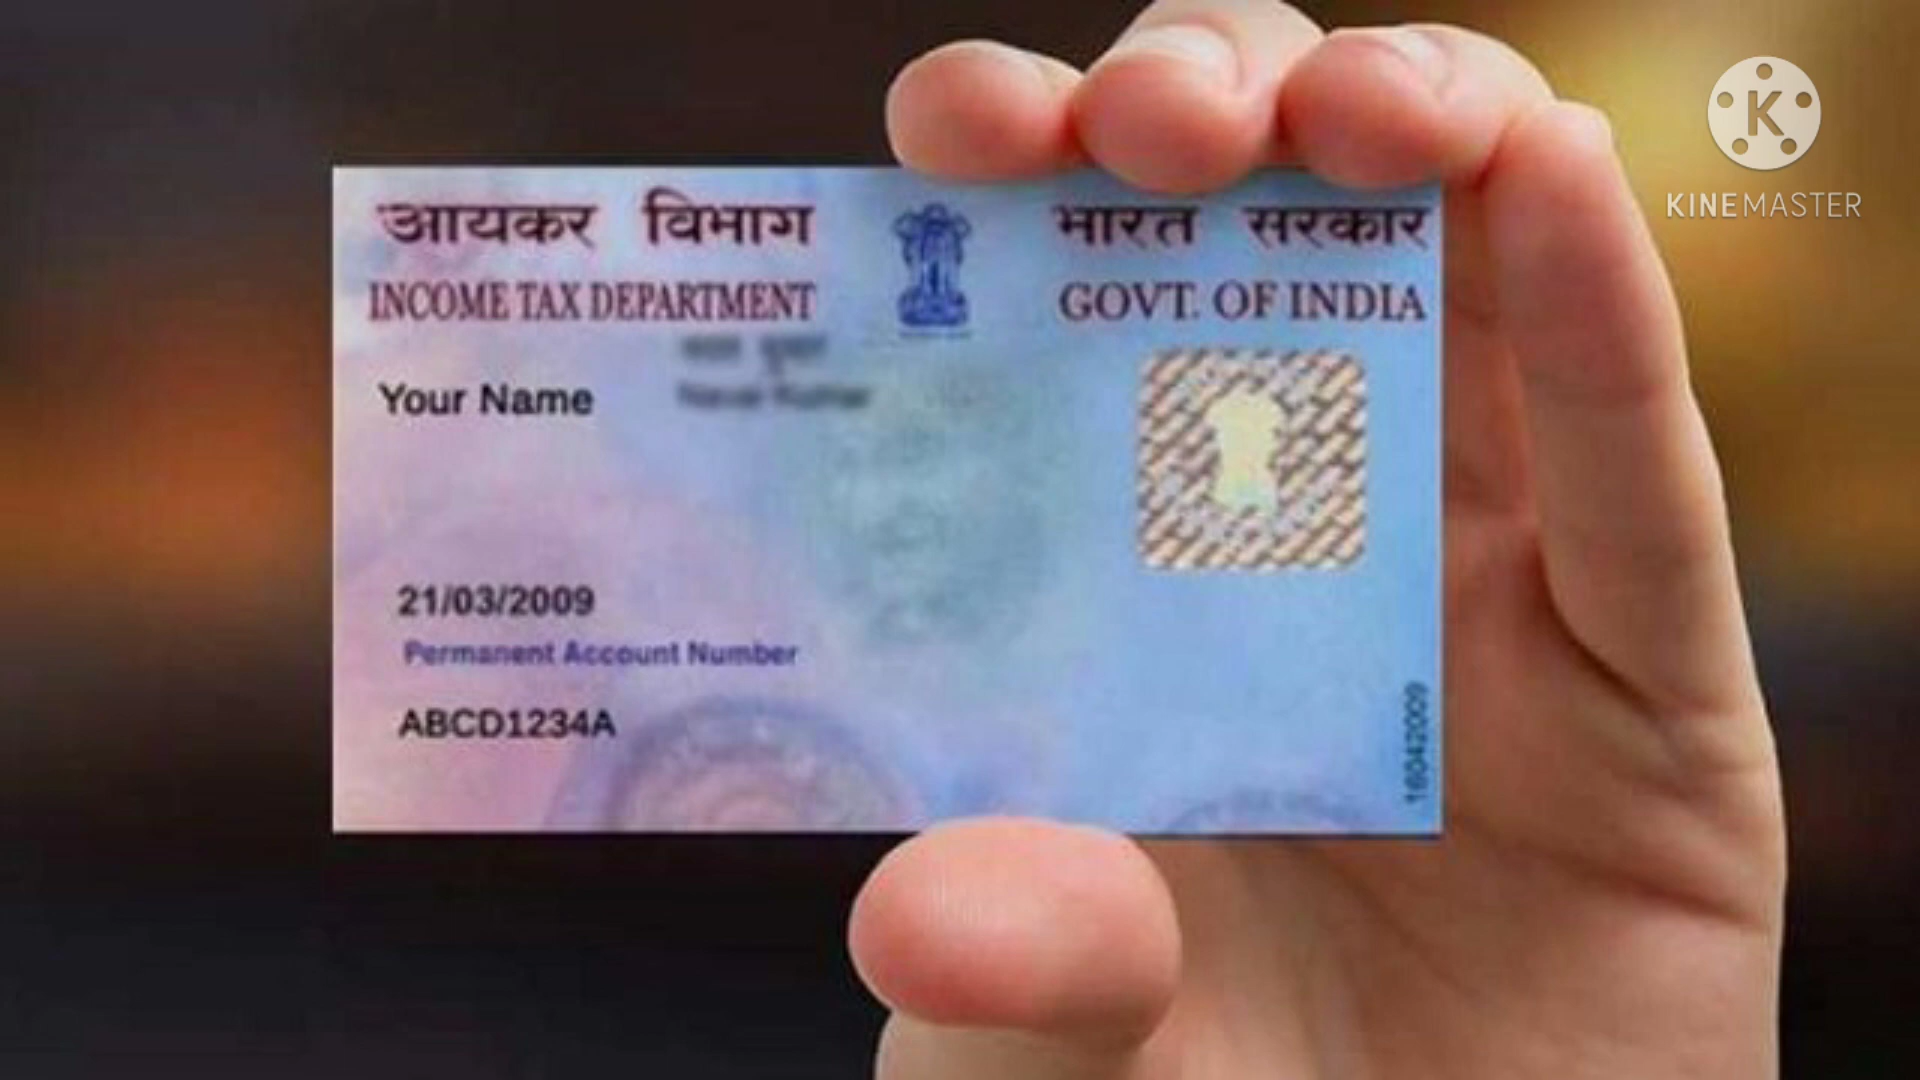 आयकर विभाग
भारत सरकार
INCOME TAX DEPARTMENT
GOVT. OF INDIA
Your Name
21/03/2009
Permanent Account Number
ABCD1234A
16042009
K
KINEMASTER